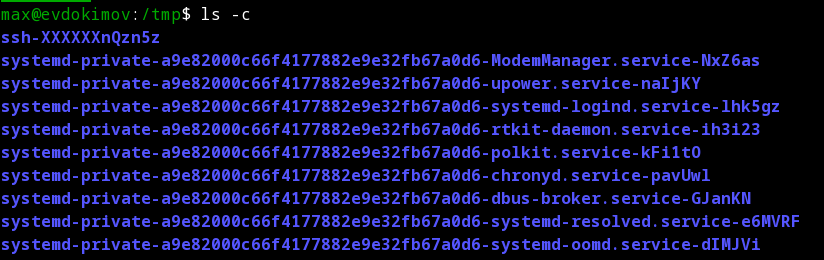 max@evdokimov:/tmp$ ls -c
ssh-XXXXXXnQzn5z
systemd-private-a9e82000c66f4177882e9e32fb67a0d6-ModemManager.service-NxZ6as
systemd-private-a9e82000c66f4177882e9e32fb67a0d6-upower.service-naIjKY
systemd-private-a9e82000c66f4177882e9e32fb67a0d6-systemd-logind.service-lhk5gz
systemd-private-a9e82000c66f4177882e9e32fb67a0d6-rtkit-daemon.service-ih3i23
systemd-private-a9e82000c66f4177882e9e32fb67a0d6-polkit.service-kFi1tO
systemd-private-a9e82000c66f4177882e9e32fb67a0d6-chronyd.service-pavUwl
systemd-private-a9e82000c66f4177882e9e32fb67a0d6-dbus-broker.service-GJanKN
systemd-private-a9e82000c66f4177882e9e32fb67a0d6-systemd-resolved.service-e6MVRF
systemd-private-a9e82000c66f4177882e9e32fb67a0d6-systemd-oomd.service-dIMJVi